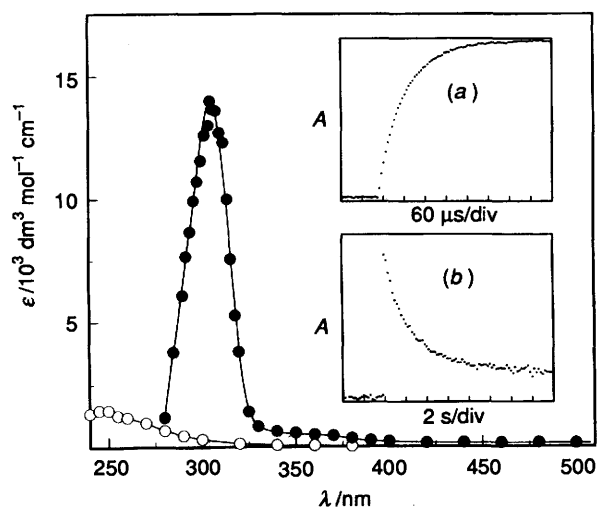 15
10
5
ε/10³ dm³ mol⁻¹ cm⁻¹
250
300
350
400
450
500
λ/nm
A
(a)
60 μs/div
A
(b)
2 s/div